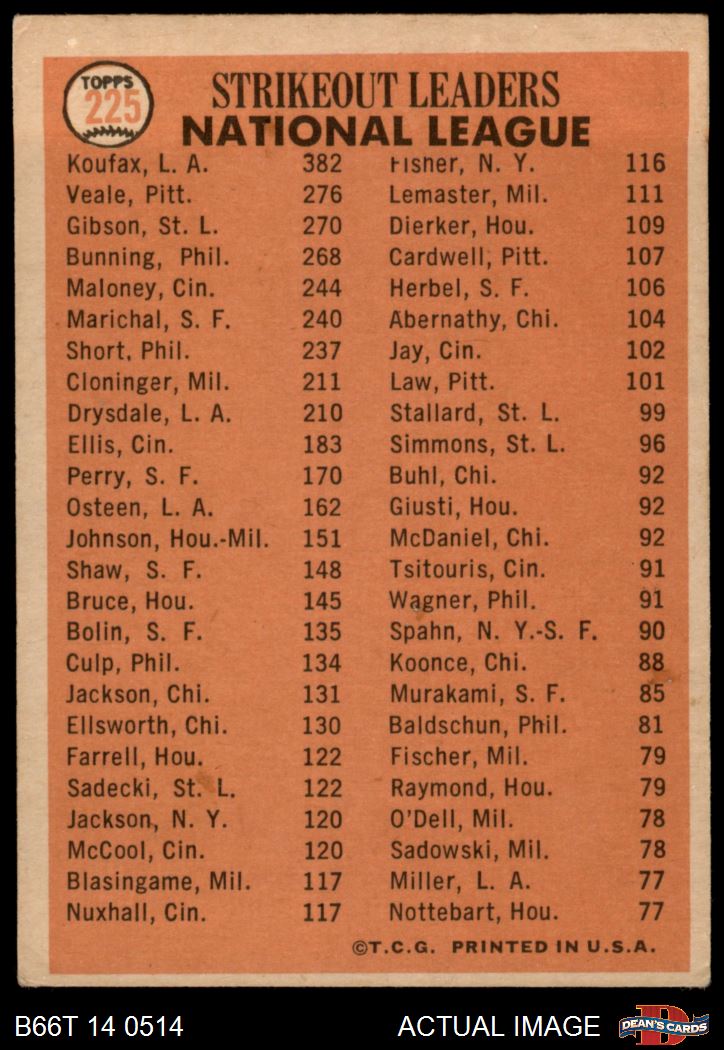 TOPPS
225
STRIKEOUT LEADERS
NATIONAL LEAGUE
Koufax, L. A. 382
Veale, Pitt. 276
Gibson, St. L. 270
Bunning, Phil. 268
Maloney, Cin. 244
Marichal, S. F. 240
Short, Phil. 237
Cloninger, Mil. 211
Drysdale, L. A. 210
Ellis, Cin. 183
Perry, S. F. 170
Osteen, L. A. 162
Johnson, Hou.-Mil. 151
Shaw, S. F. 148
Bruce, Hou. 145
Bolin, S. F. 135
Culp, Phil. 134
Jackson, Chi. 131
Ellsworth, Chi. 130
Farrell, Hou. 122
Sadecki, St. L. 122
Jackson, N. Y. 120
McCool, Cin. 120
Blasingame, Mil. 117
Nuxhall, Cin. 117
Fisher, N. Y. 116
Lemaster, Mil. 111
Dierker, Hou. 109
Cardwell, Pitt. 107
Herbel, S. F. 106
Abernathy, Chi. 104
Jay, Cin. 102
Law, Pitt. 101
Stallard, St. L. 99
Simmons, St. L. 96
Buhl, Chi. 92
Giusti, Hou. 92
McDaniel, Chi. 92
Tsitouris, Cin. 91
Wagner, Phil. 91
Spahn, N. Y.-S. F. 90
Koonce, Chi. 88
Murakami, S. F. 85
Baldschun, Phil. 81
Fischer, Mil. 79
Raymond, Hou. 79
O'Dell, Mil. 78
Sadowski, Mil. 78
Miller, L. A. 77
Nottebart, Hou. 77
©T.C.G. PRINTED IN U.S.A.
B66T 14 0514
ACTUAL IMAGE
D
DEAN'S CARDS